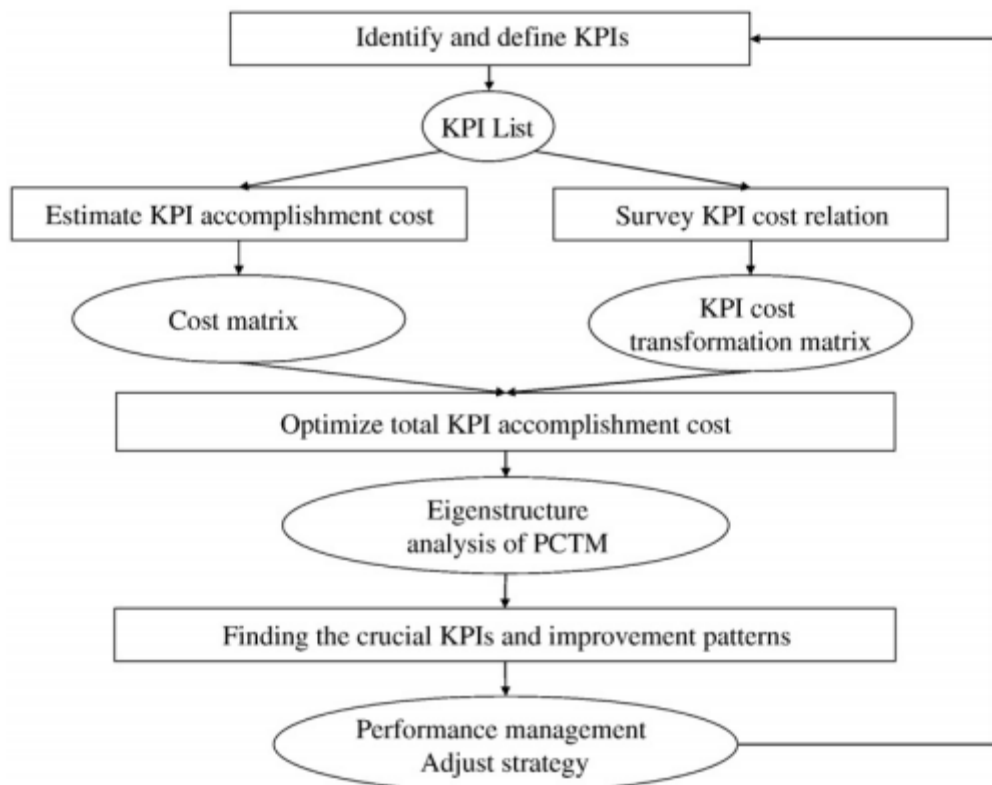 Identify and define KPIs
KPI List
Estimate KPI accomplishment cost
Survey KPI cost relation
Cost matrix
KPI cost
transformation matrix
Optimize total KPI accomplishment cost
Eigenstructure
analysis of PCTM
Finding the crucial KPIs and improvement patterns
Performance management
Adjust strategy